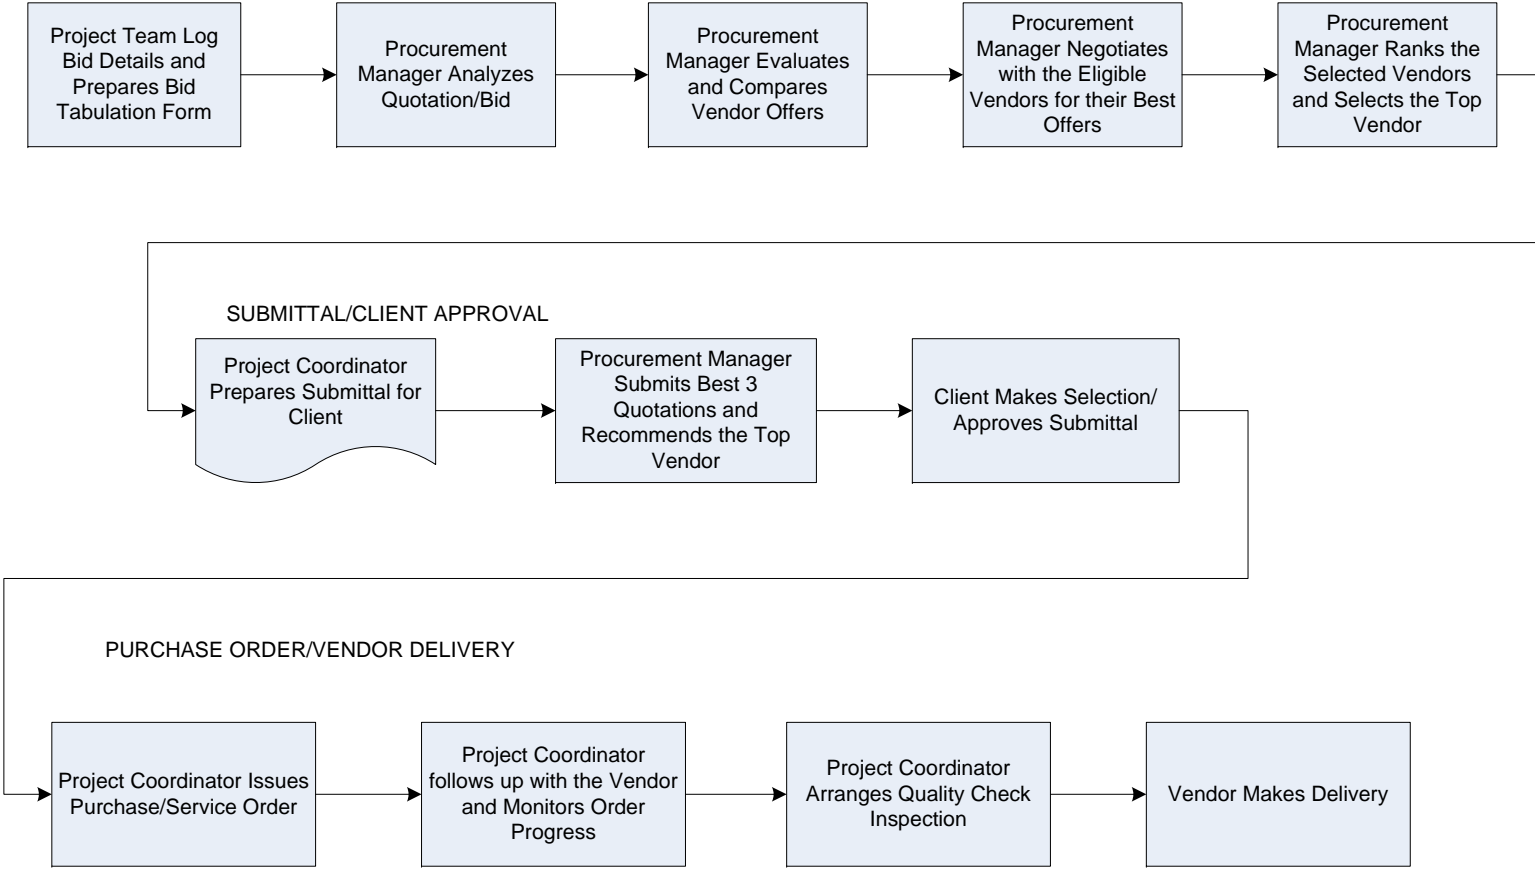 Project Team Log
Bid Details and
Prepares Bid
Tabulation Form
Procurement
Manager Analyzes
Quotation/Bid
Procurement
Manager Evaluates
and Compares
Vendor Offers
Procurement
Manager Negotiates
with the Eligible
Vendors for their Best
Offers
Procurement
Manager Ranks the
Selected Vendors
and Selects the Top
Vendor
SUBMITTAL/CLIENT APPROVAL
Project Coordinator
Prepares Submittal for
Client
Procurement Manager
Submits Best 3
Quotations and
Recommends the Top
Vendor
Client Makes Selection/
Approves Submittal
PURCHASE ORDER/VENDOR DELIVERY
Project Coordinator Issues
Purchase/Service Order
Project Coordinator
follows up with the Vendor
and Monitors Order
Progress
Project Coordinator
Arranges Quality Check
Inspection
Vendor Makes Delivery